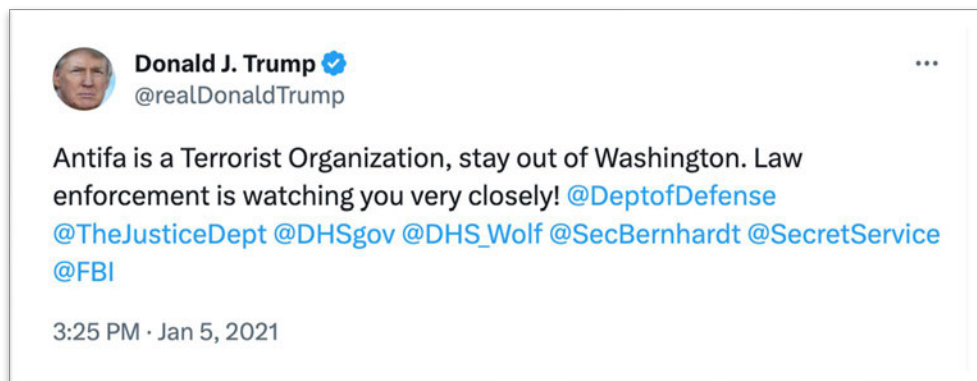 Donald J. Trump
@realDonaldTrump
Antifa is a Terrorist Organization, stay out of Washington. Law
enforcement is watching you very closely! @DeptofDefense
@TheJusticeDept @DHSgov @DHS_Wolf @SecBernhardt @SecretService
@FBI
3:25 PM · Jan 5, 2021